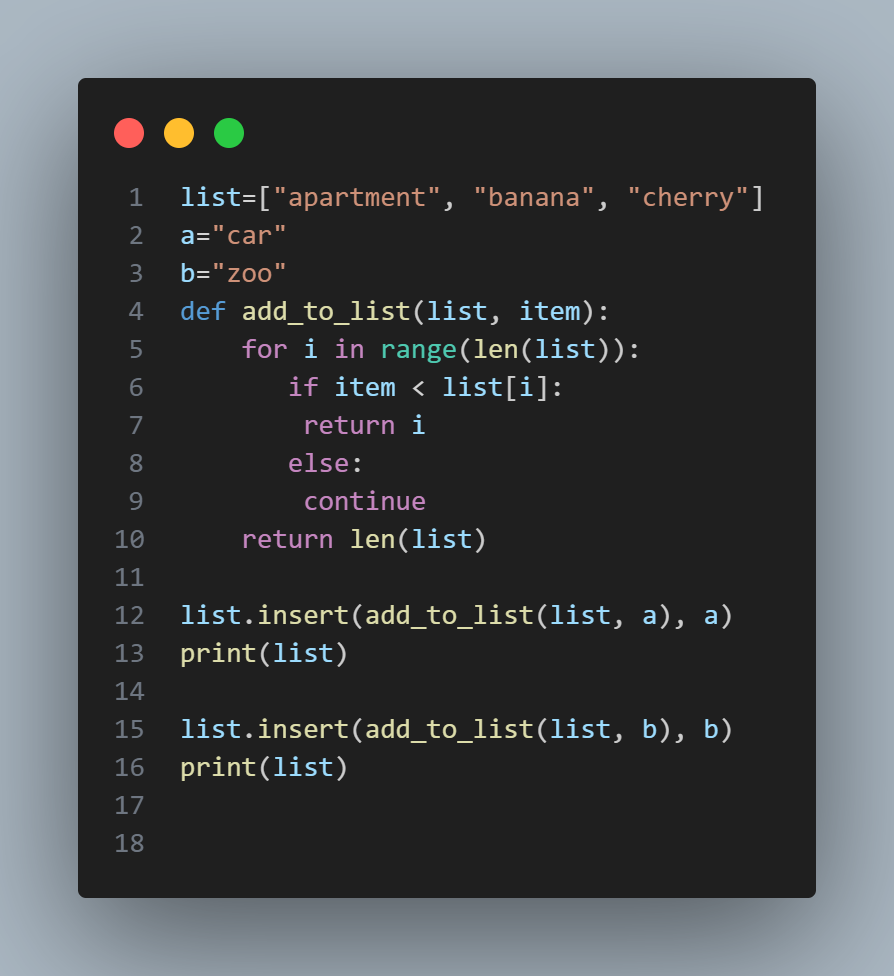 1 list=["apartment", "banana", "cherry"]
2 a="car"
3 b="zoo"
4 def add_to_list(list, item):
5     for i in range(len(list)):
6        if item < list[i]:
7         return i
8        else:
9         continue
10     return len(list)
11
12 list.insert(add_to_list(list, a), a)
13 print(list)
14
15 list.insert(add_to_list(list, b), b)
16 print(list)
17
18